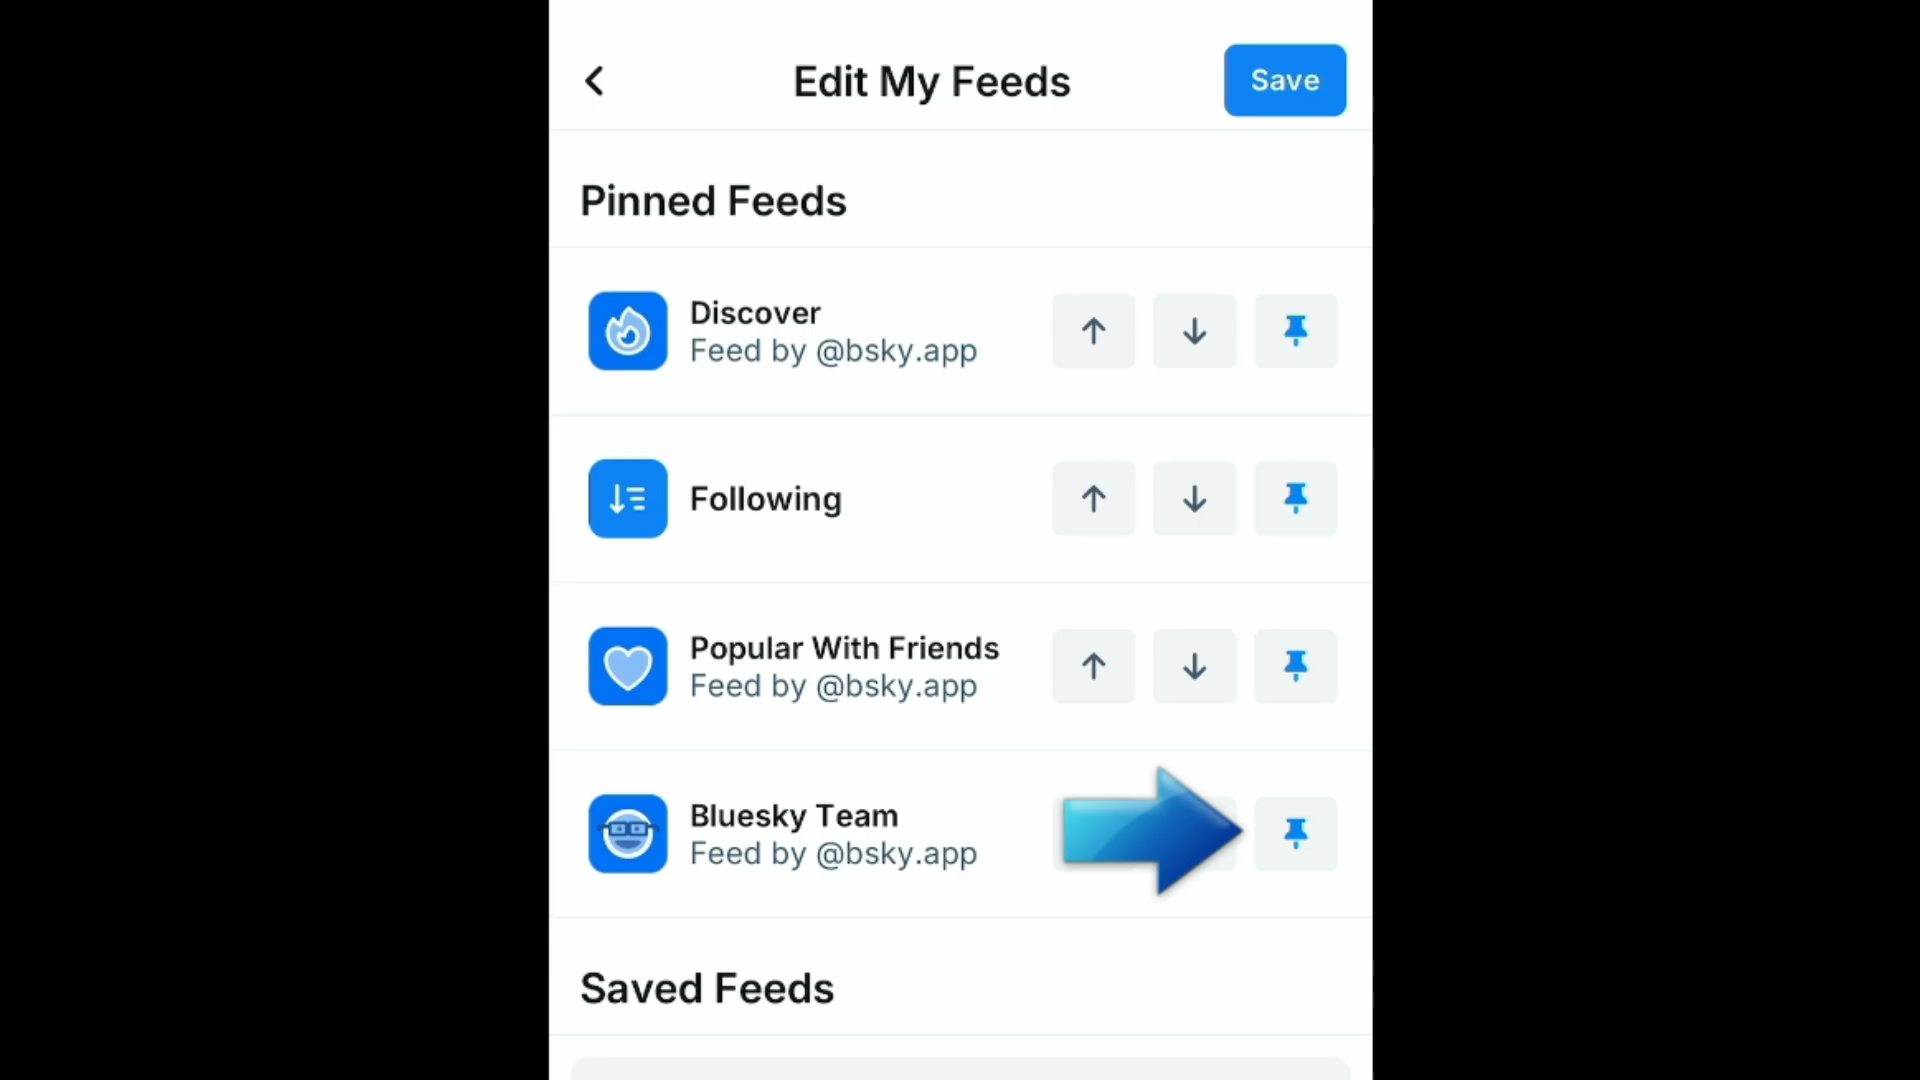 Edit My Feeds
Save
Pinned Feeds
Discover
Feed by @bsky.app
Following
Popular With Friends
Feed by @bsky.app
Bluesky Team
Feed by @bsky.app
Saved Feeds